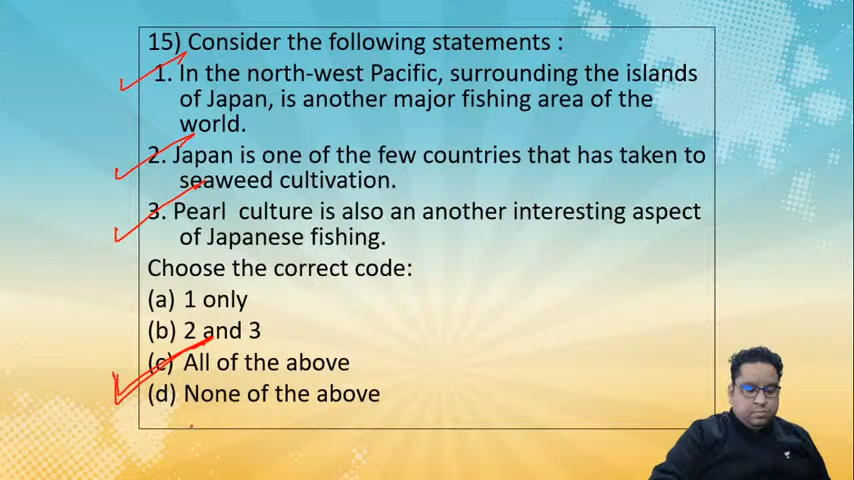 15) Consider the following statements :
1. In the north-west Pacific, surrounding the islands
of Japan, is another major fishing area of the
world.
2. Japan is one of the few countries that has taken to
seaweed cultivation.
3. Pearl culture is also an another interesting aspect
of Japanese fishing.
Choose the correct code:
(a) 1 only
(b) 2 and 3
(c) All of the above
(d) None of the above